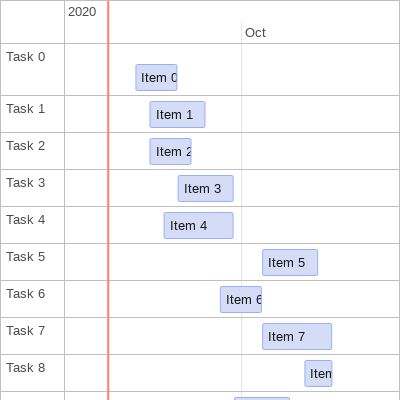 2020
Oct
Task 0
Item 0
Task 1
Item 1
Task 2
Item 2
Task 3
Item 3
Task 4
Item 4
Task 5
Item 5
Task 6
Item 6
Task 7
Item 7
Task 8
Item